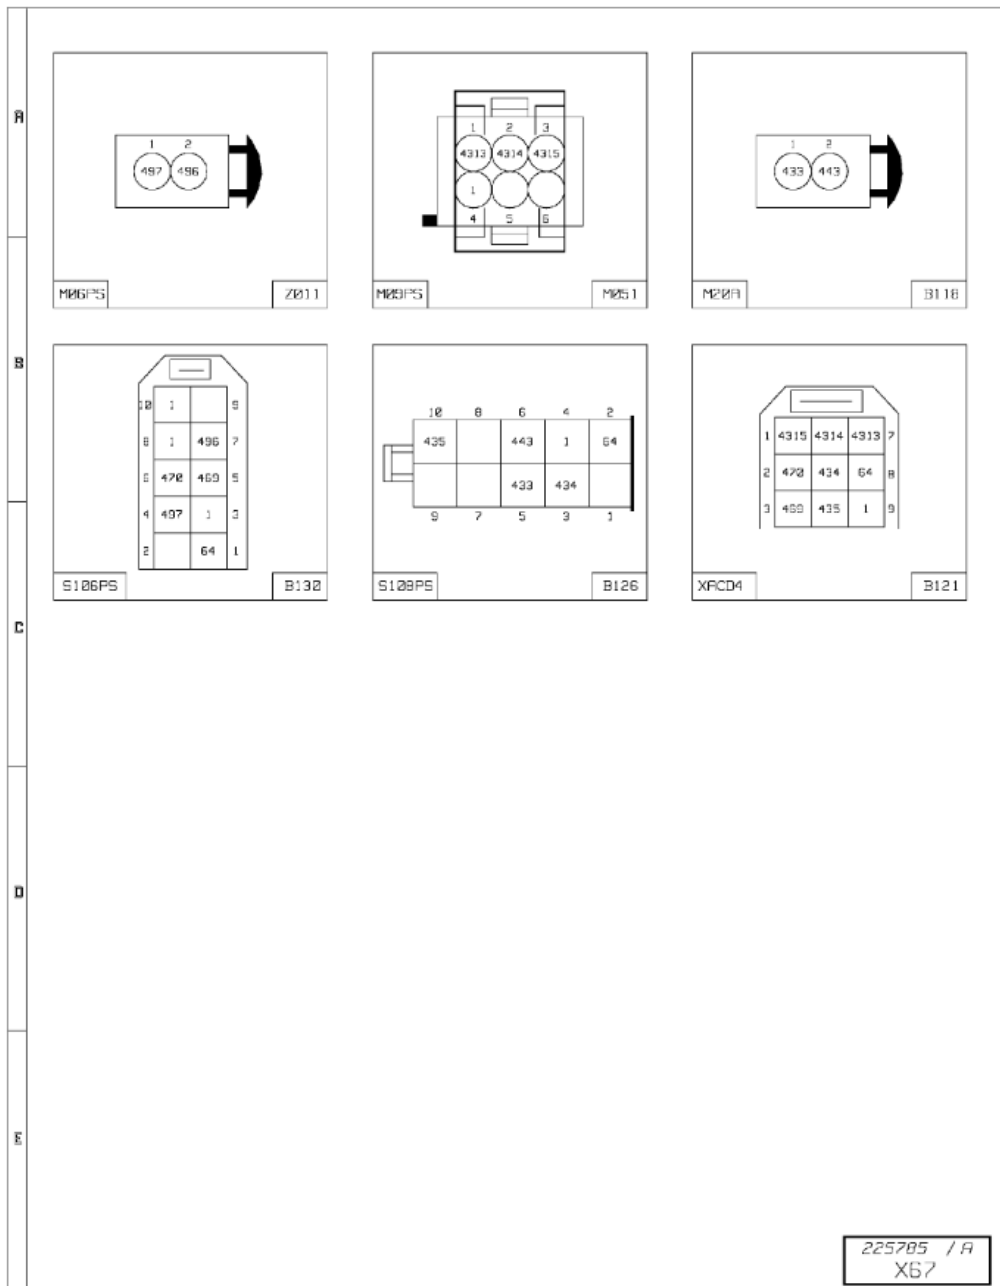 A
1 2
497 496
M06PS Z011
1 2 3
4313 4314 4315
1
4 5 6
M09PS M051
1 2
433 443
M20A B118
B
10 1 9
8 1 496 7
6 470 469 5
4 497 1 3
2 64 1
S106PS B130
10 8 6 4 2
435 443 1 64
433 434
9 7 5 3 1
S108PS B126
1 4315 4314 4313 7
2 470 434 64 8
3 469 435 1 9
XACD4 B121
C
D
E
225785 / A
X67